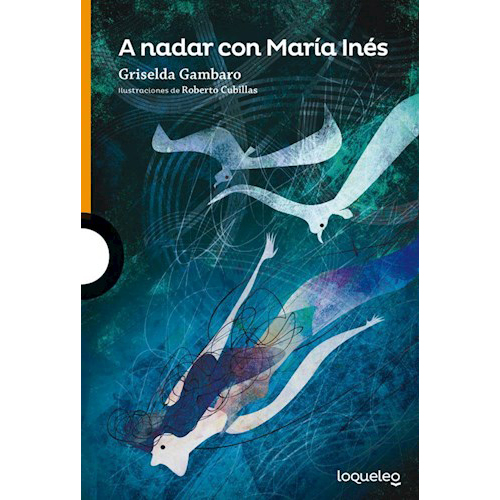 A nadar con María Inés
Griselda Gambaro
Ilustraciones de Roberto Cubillas
loqueleo